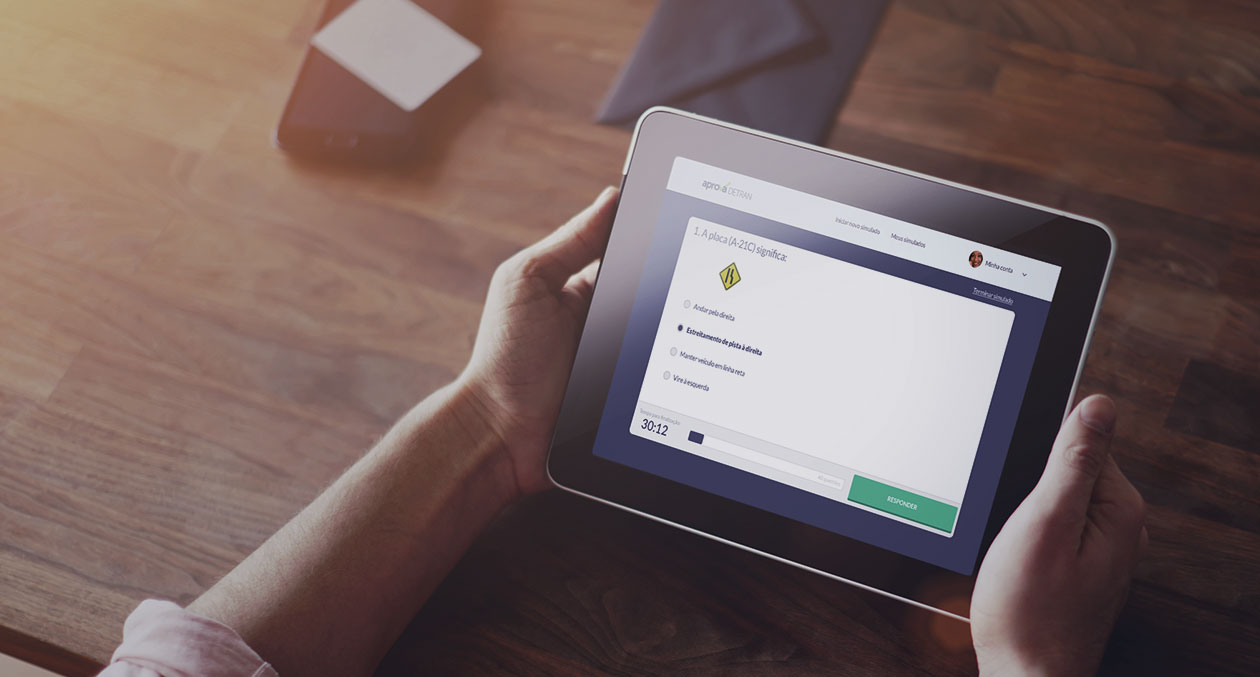 aprova DETRAN
Iniciar novo simulado
Meus simulados
Minha conta
Terminar simulado
1. A placa (A-21C) significa:
Andar pela direita
Estreitamento de pista à direita
Manter veículo em linha reta
Vire à esquerda
Tempo para finalização
30:12
RESPONDER